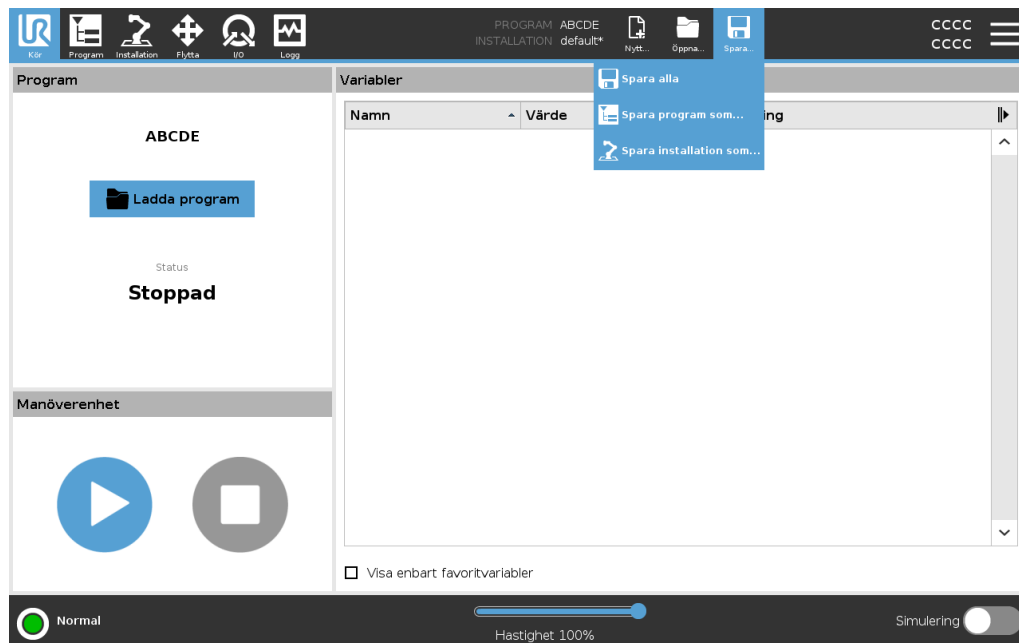 PROGRAM ABCDE
INSTALLATION default*
CCCC
CCCC
Kör Program Installation Flytta I/O Logg Nytt... Öppna... Spara...
Program
Variabler
Spara alla
Spara program som...
Spara installation som...
Namn Värde ing
ABCDE
Ladda program
Status
Stoppad
Manöverenhet
Visa enbart favoritvariabler
Normal
Hastighet 100%
Simulering